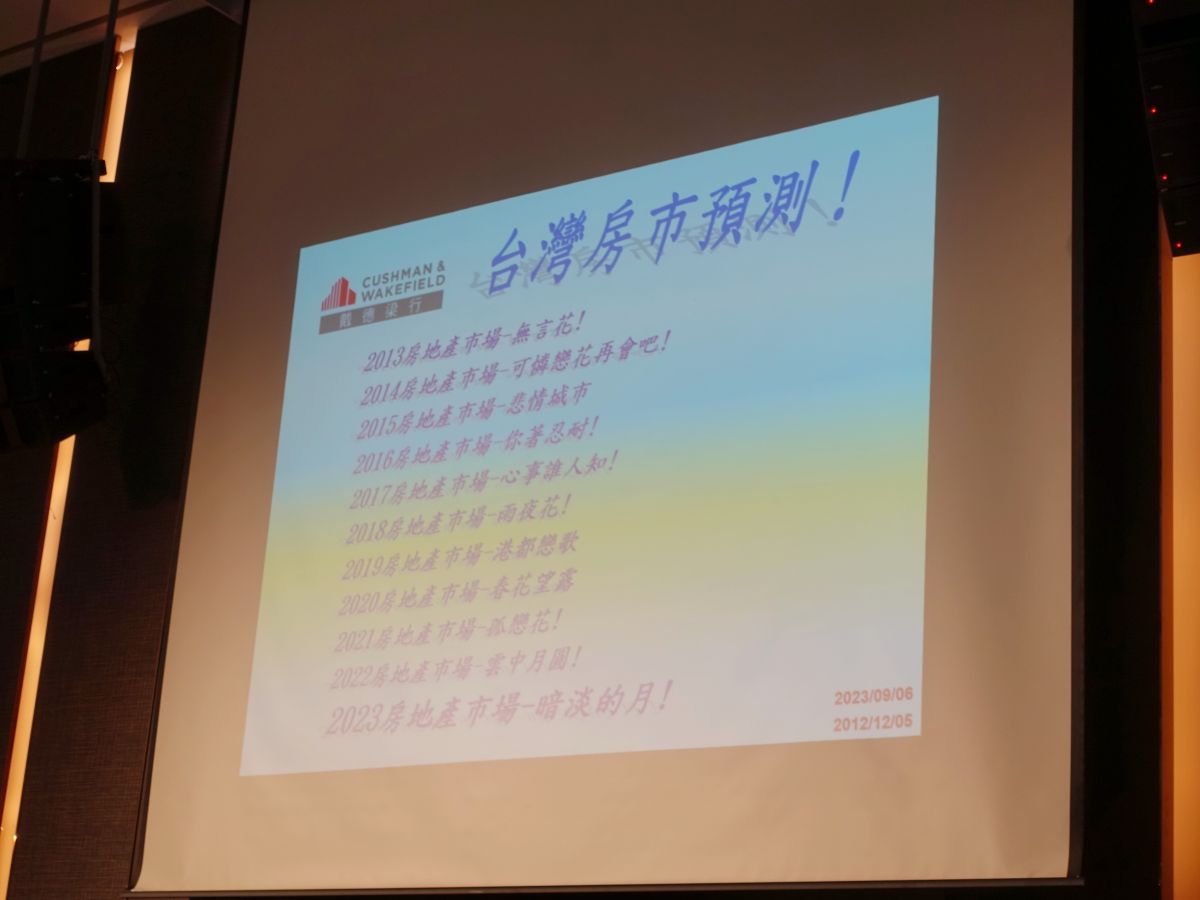 台灣房市預測！
CUSHMAN &
WAKEFIELD
戴德梁行
2013房地產市場-無言花！
2014房地產市場-可憐戀花再會吧！
2015房地產市場-悲情城市
2016房地產市場-你著忍耐！
2017房地產市場-心事誰人知！
2018房地產市場-雨夜花！
2019房地產市場-港都戀歌
2020房地產市場-春花望露
2021房地產市場-孤戀花！
2022房地產市場-雲中月圓！
2023房地產市場-暗淡的月！
2023/09/06
2012/12/05